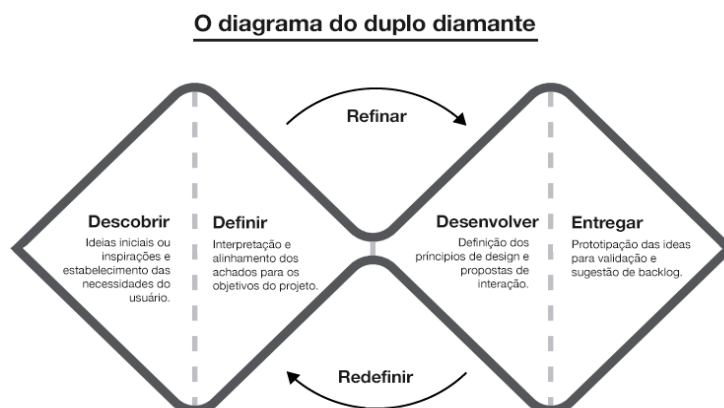 O diagrama do duplo diamante
Refinar
Descobrir
Ideias iniciais ou
inspirações e
estabelecimento das
necessidades do
usuário.
Definir
Interpretação e
alinhamento dos
achados para os
objetivos do projeto.
Desenvolver
Definição dos
princípios de design e
propostas de
interação.
Entregar
Prototipação das ideias
para validação e
sugestão de backlog.
Redefinir